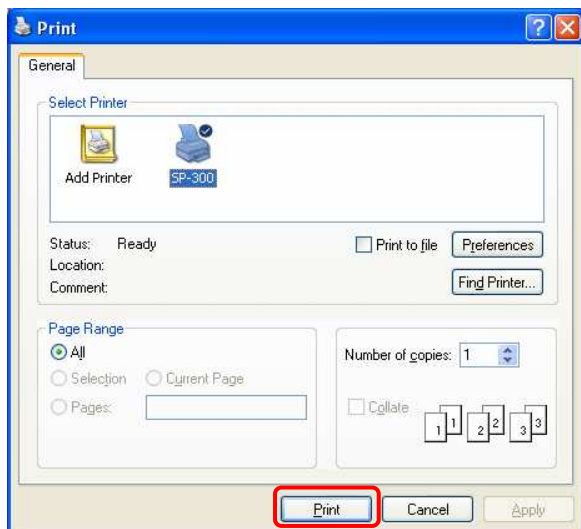 Print
General
Select Printer
Add Printer
SP-300
Status: Ready
Location:
Comment:
Print to file
Preferences
Find Printer...
Page Range
All
Selection
Current Page
Pages:
Number of copies: 1
Collate
1 1 2 2 3 3
Print
Cancel
Apply